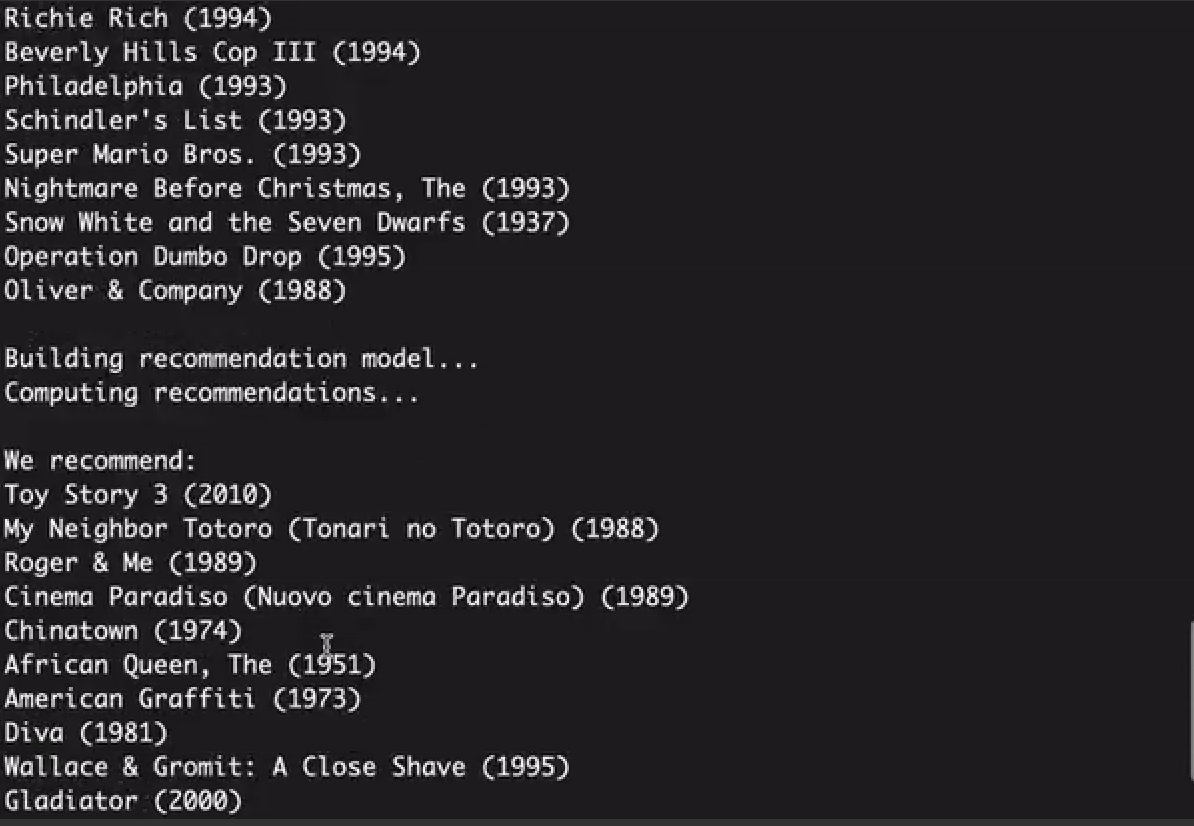 Richie Rich (1994)
Beverly Hills Cop III (1994)
Philadelphia (1993)
Schindler's List (1993)
Super Mario Bros. (1993)
Nightmare Before Christmas, The (1993)
Snow White and the Seven Dwarfs (1937)
Operation Dumbo Drop (1995)
Oliver & Company (1988)
Building recommendation model...
Computing recommendations...
We recommend:
Toy Story 3 (2010)
My Neighbor Totoro (Tonari no Totoro) (1988)
Roger & Me (1989)
Cinema Paradiso (Nuovo cinema Paradiso) (1989)
Chinatown (1974)
African Queen, The (1951)
American Graffiti (1973)
Diva (1981)
Wallace & Gromit: A Close Shave (1995)
Gladiator (2000)